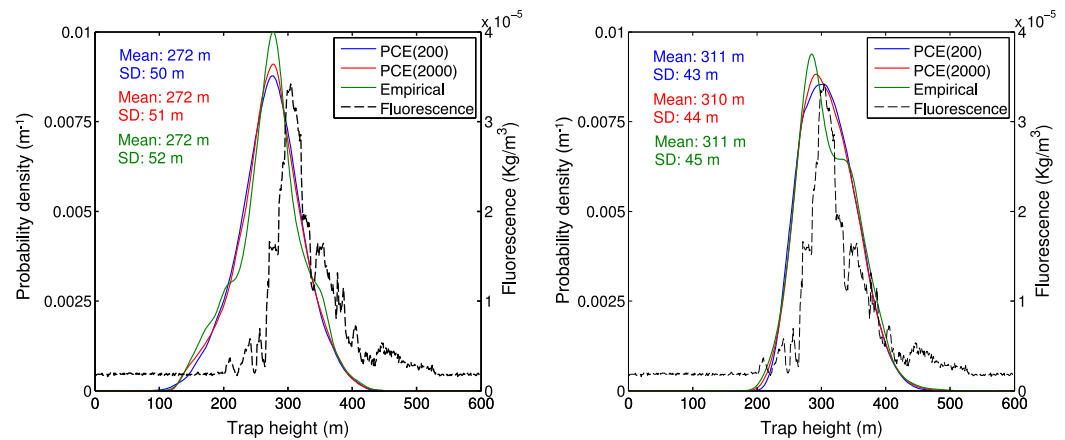 x 10⁻⁵
0.01
0.0075
0.005
0.0025
0
Probability density (m⁻¹)
Mean: 272 m
SD: 50 m
Mean: 272 m
SD: 51 m
Mean: 272 m
SD: 52 m
PCE(200)
PCE(2000)
Empirical
Fluorescence
4
3
2
1
0
Fluorescence (Kg/m³)
0 100 200 300 400 500 600
Trap height (m)
x 10⁻⁵
0.01
0.0075
0.005
0.0025
0
Probability density (m⁻¹)
Mean: 311 m
SD: 43 m
Mean: 310 m
SD: 44 m
Mean: 311 m
SD: 45 m
PCE(200)
PCE(2000)
Empirical
Fluorescence
4
3
2
1
0
Fluorescence (Kg/m³)
0 100 200 300 400 500 600
Trap height (m)